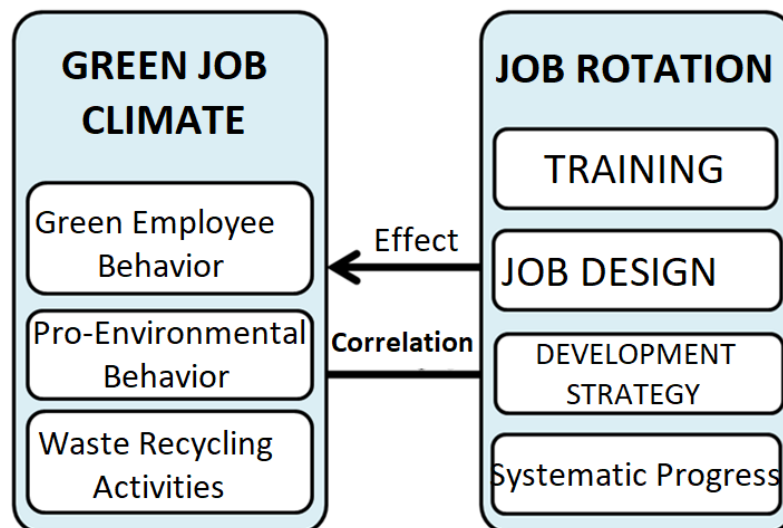 GREEN JOB
CLIMATE
Green Employee
Behavior
Pro-Environmental
Behavior
Waste Recycling
Activities
Effect
Correlation
JOB ROTATION
TRAINING
JOB DESIGN
DEVELOPMENT
STRATEGY
Systematic Progress